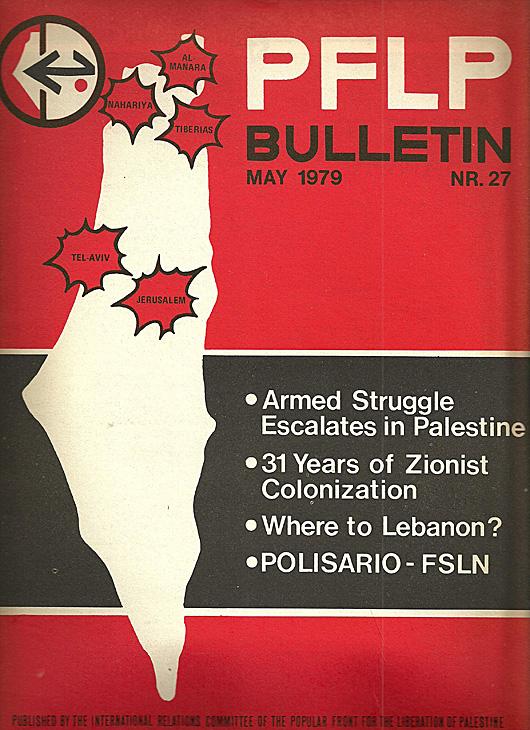 PFLP
BULLETIN
MAY 1979 NR. 27
AL-
MANARA
NAHARIYA
TIBERIAS
TEL-AVIV
JERUSALEM
•Armed Struggle
Escalates in Palestine
•31 Years of Zionist
Colonization
•Where to Lebanon?
•POLISARIO - FSLN
PUBLISHED BY THE INTERNATIONAL RELATIONS COMMITTEE OF THE POPULAR FRONT FOR THE LIBERATION OF PALESTINE